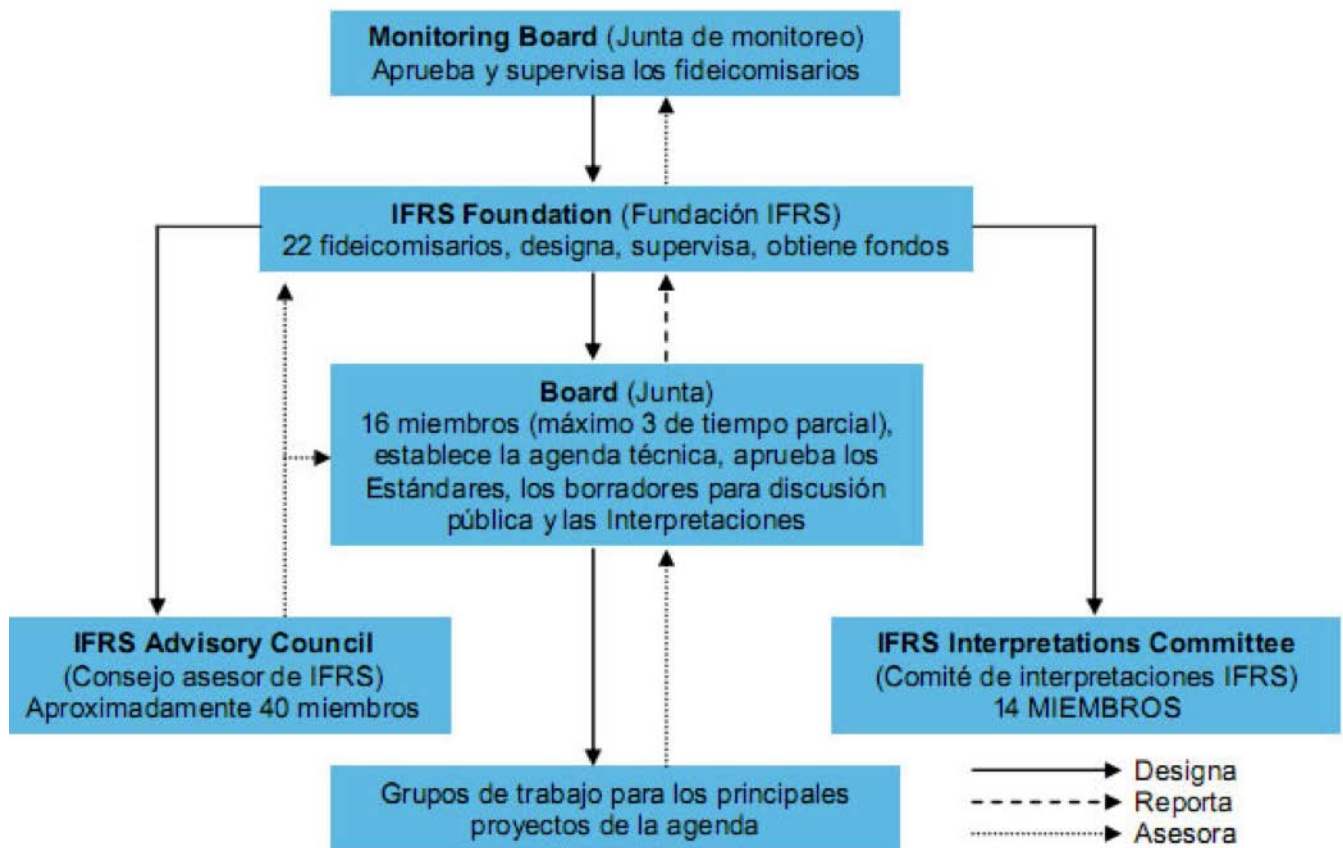 Monitoring Board (Junta de monitoreo)
Aprueba y supervisa los fideicomisarios
IFRS Foundation (Fundación IFRS)
22 fideicomisarios, designa, supervisa, obtiene fondos
Board (Junta)
16 miembros (máximo 3 de tiempo parcial),
establece la agenda técnica, aprueba los
Estándares, los borradores para discusión
pública y las Interpretaciones
IFRS Advisory Council
(Consejo asesor de IFRS)
Aproximadamente 40 miembros
IFRS Interpretations Committee
(Comité de interpretaciones IFRS)
14 MIEMBROS
Grupos de trabajo para los principales
proyectos de la agenda
Designa
Reporta
Asesora